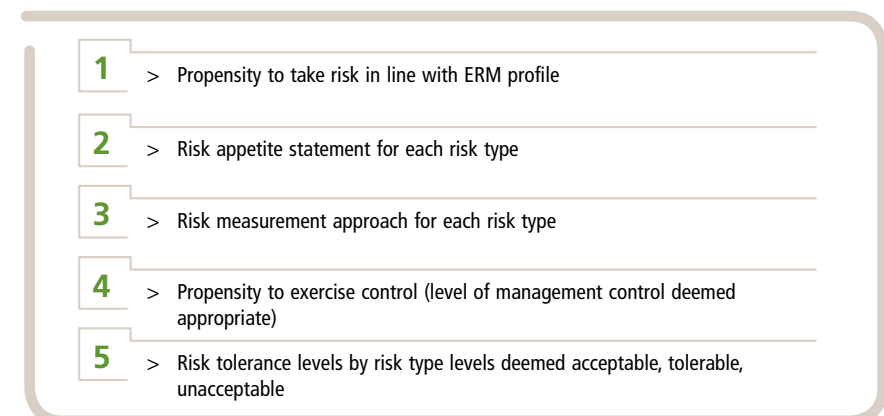 1
> Propensity to take risk in line with ERM profile
2
> Risk appetite statement for each risk type
3
> Risk measurement approach for each risk type
4
> Propensity to exercise control (level of management control deemed
appropriate)
5
> Risk tolerance levels by risk type levels deemed acceptable, tolerable,
unacceptable